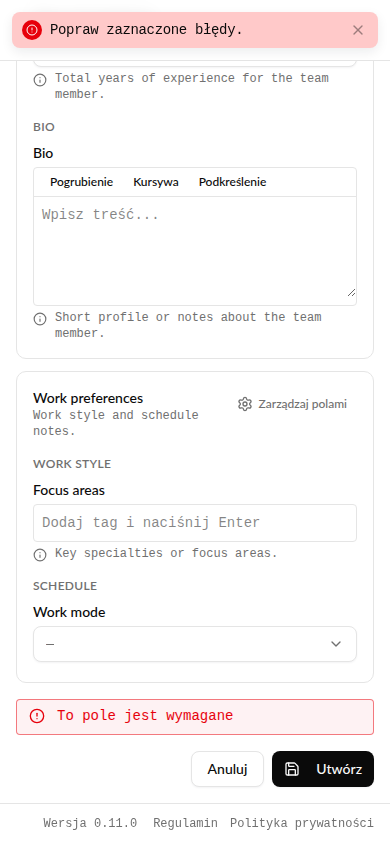 Popraw zaznaczone błędy.
Total years of experience for the team
member.
BIO
Bio
Pogrubienie Kursywa Podkreślenie
Wpisz treść...
Short profile or notes about the team
member.
Work preferences
Zarządzaj polami
Work style and schedule
notes.
WORK STYLE
Focus areas
Dodaj tag i naciśnij Enter
Key specialties or focus areas.
SCHEDULE
Work mode
—
To pole jest wymagane
Anuluj Utwórz
Wersja 0.11.0 Regulamin Polityka prywatności